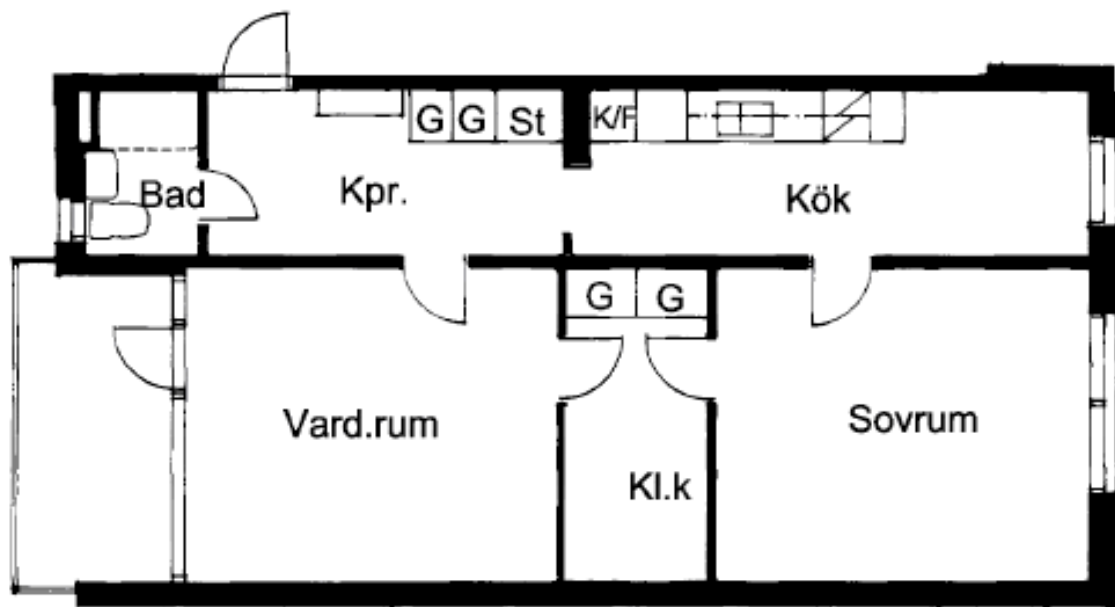 G G St
K/F
Bad
Kpr.
Kök
G G
Vard.rum
Sovrum
Kl.k